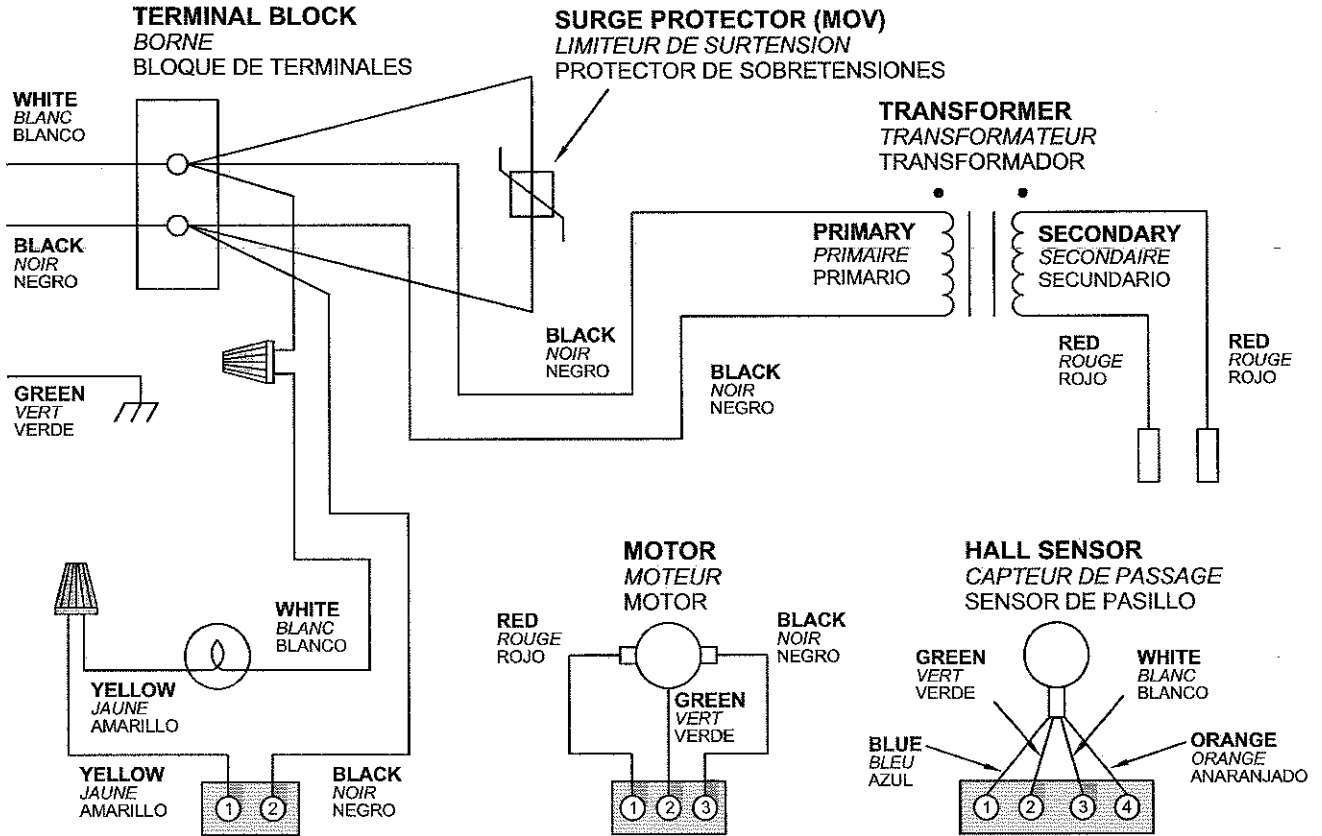 TERMINAL BLOCK
BORNE
BLOQUE DE TERMINALES
SURGE PROTECTOR (MOV)
LIMITEUR DE SURTENSION
PROTECTOR DE SOBRETENSIONES
WHITE
BLANC
BLANCO
TRANSFORMER
TRANSFORMATEUR
TRANSFORMADOR
BLACK
NOIR
NEGRO
PRIMARY
PRIMAIRE
PRIMARIO
SECONDARY
SECONDAIRE
SECUNDARIO
BLACK
NOIR
NEGRO
BLACK
NOIR
NEGRO
RED
ROUGE
ROJO
RED
ROUGE
ROJO
GREEN
VERT
VERDE
WHITE
BLANC
BLANCO
YELLOW
JAUNE
AMARILLO
YELLOW
JAUNE
AMARILLO
1 2
BLACK
NOIR
NEGRO
MOTOR
MOTEUR
MOTOR
RED
ROUGE
ROJO
BLACK
NOIR
NEGRO
GREEN
VERT
VERDE
1 2 3
HALL SENSOR
CAPTEUR DE PASSAGE
SENSOR DE PASILLO
GREEN
VERT
VERDE
WHITE
BLANC
BLANCO
BLUE
BLEU
AZUL
ORANGE
ORANGE
ANARANJADO
1 2 3 4